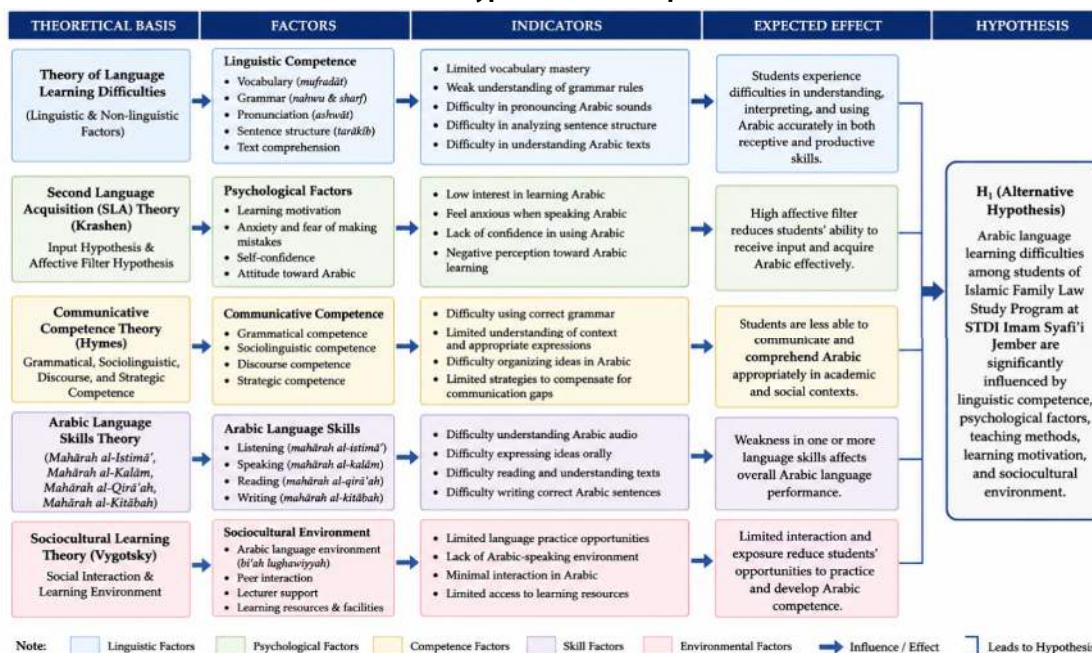 THEORETICAL BASIS
FACTORS
INDICATORS
EXPECTED EFFECT
HYPOTHESIS
Theory of Language
Learning Difficulties
(Linguistic & Non-linguistic
Factors)
Linguistic Competence
• Vocabulary (mufradāt)
• Grammar (nahwu & sharf)
• Pronunciation (ashwāt)
• Sentence structure (tarākīb)
• Text comprehension
• Limited vocabulary mastery
• Weak understanding of grammar rules
• Difficulty in pronouncing Arabic sounds
• Difficulty in analyzing sentence structure
• Difficulty in understanding Arabic texts
Students experience
difficulties in understanding,
interpreting, and using
Arabic accurately in both
receptive and productive
skills.
Second Language
Acquisition (SLA) Theory
(Krashen)
Input Hypothesis &
Affective Filter Hypothesis
Psychological Factors
• Learning motivation
• Anxiety and fear of making
mistakes
• Self-confidence
• Attitude toward Arabic
• Low interest in learning Arabic
• Feel anxious when speaking Arabic
• Lack of confidence in using Arabic
• Negative perception toward Arabic
learning
High affective filter
reduces students' ability to
receive input and acquire
Arabic effectively.
Communicative
Competence Theory
(Hymes)
Grammatical, Sociolinguistic,
Discourse, and Strategic
Competence
Communicative Competence
• Grammatical competence
• Sociolinguistic competence
• Discourse competence
• Strategic competence
• Difficulty using correct grammar
• Limited understanding of context
and appropriate expressions
• Difficulty organizing ideas in Arabic
• Limited strategies to compensate for
communication gaps
Students are less able to
communicate and
comprehend Arabic
appropriately in academic
and social contexts.
Arabic Language
Skills Theory
(Mahārah al-Istimā',
Mahārah al-Kalām,
Mahārah al-Qirā'ah,
Mahārah al-Kitābah)
Arabic Language Skills
• Listening (mahārah al-istimā')
• Speaking (mahārah al-kalām)
• Reading (mahārah al-qirā'ah)
• Writing (mahārah al-kitābah)
• Difficulty understanding Arabic audio
• Difficulty expressing ideas orally
• Difficulty reading and understanding texts
• Difficulty writing correct Arabic sentences
Weakness in one or more
language skills affects
overall Arabic language
performance.
Sociocultural Learning
Theory (Vygotsky)
Social Interaction &
Learning Environment
Sociocultural Environment
• Arabic language environment
(bi'ah lughawiyyah)
• Peer interaction
• Lecturer support
• Learning resources & facilities
• Limited language practice opportunities
• Lack of Arabic-speaking environment
• Minimal interaction in Arabic
• Limited access to learning resources
Limited interaction and
exposure reduce students'
opportunities to practice
and develop Arabic
competence.
H1 (Alternative
Hypothesis)
Arabic language
learning difficulties
among students of
Islamic Family Law
Study Program at
STDI Imam Syafi'i
Jember are
significantly
influenced by
linguistic competence,
psychological factors,
teaching methods,
learning motivation,
and sociocultural
environment.
Note:
Linguistic Factors
Psychological Factors
Competence Factors
Skill Factors
Environmental Factors
Influence / Effect
Leads to Hypothes